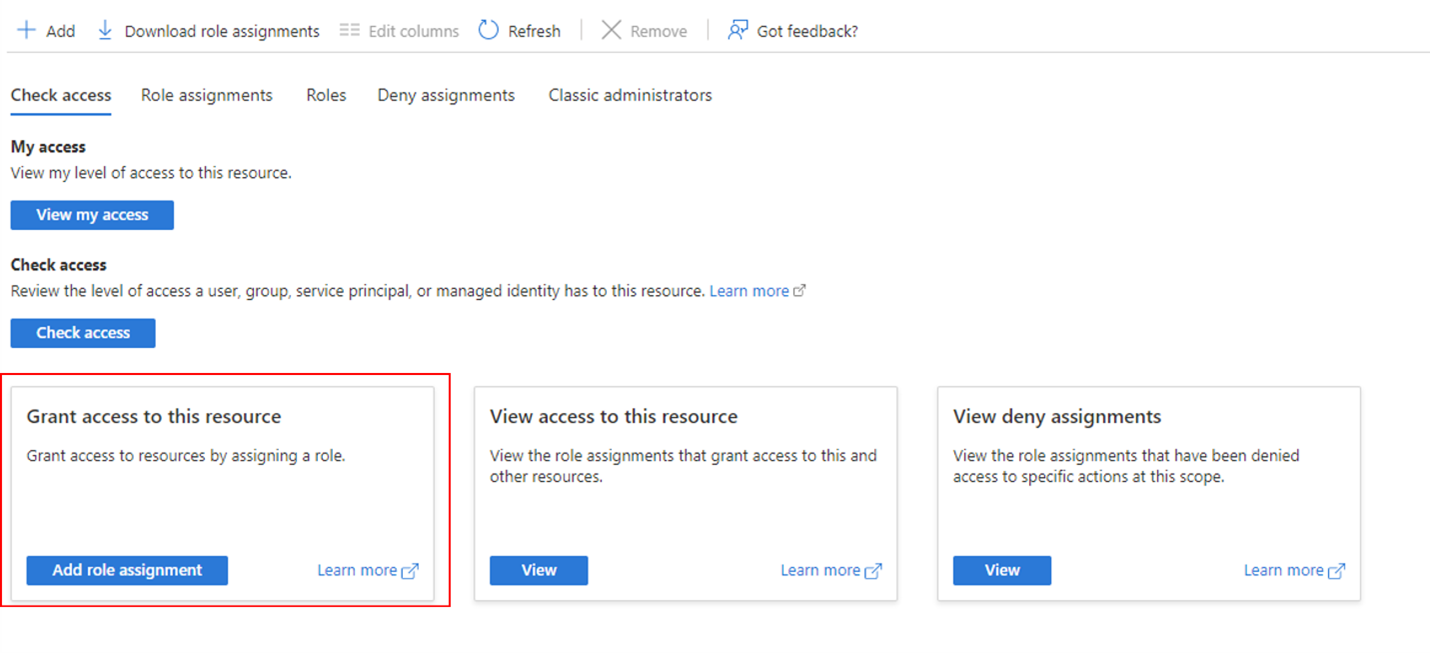 Add Download role assignments Edit columns Refresh Remove Got feedback?
Check access Role assignments Roles Deny assignments Classic administrators
My access
View my level of access to this resource.
View my access
Check access
Review the level of access a user, group, service principal, or managed identity has to this resource. Learn more
Check access
Grant access to this resource
Grant access to resources by assigning a role.
Add role assignment Learn more
View access to this resource
View the role assignments that grant access to this and
other resources.
View Learn more
View deny assignments
View the role assignments that have been denied
access to specific actions at this scope.
View Learn more